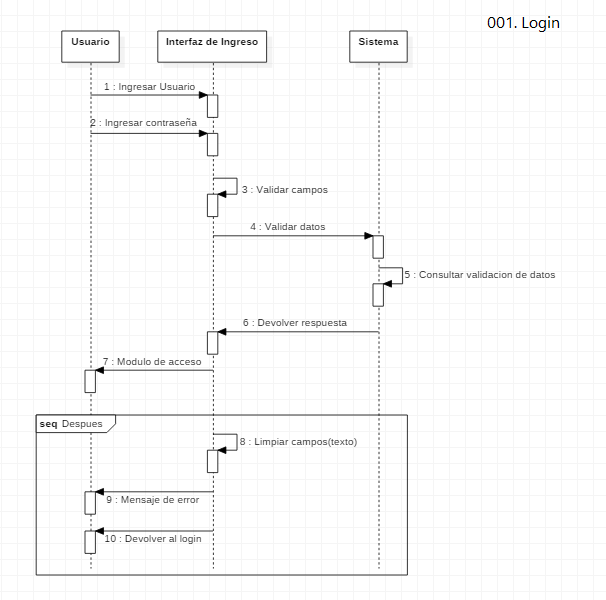 001. Login
Usuario
Interfaz de Ingreso
Sistema
1 : Ingresar Usuario
2 : Ingresar contraseña
3 : Validar campos
4 : Validar datos
5 : Consultar validacion de datos
6 : Devolver respuesta
7 : Modulo de acceso
seq Despues
8 : Limpiar campos(texto)
9 : Mensaje de error
10 : Devolver al login